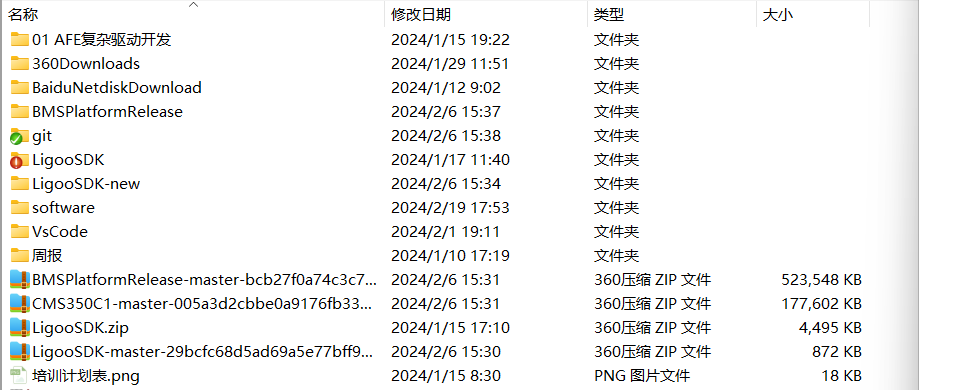 名称 修改日期 类型 大小
01 AFE复杂驱动开发 2024/1/15 19:22 文件夹
360Downloads 2024/1/29 11:51 文件夹
BaiduNetdiskDownload 2024/1/12 9:02 文件夹
BMSPlatformRelease 2024/2/6 15:37 文件夹
git 2024/2/6 15:38 文件夹
LigooSDK 2024/1/17 11:40 文件夹
LigooSDK-new 2024/2/6 15:34 文件夹
software 2024/2/19 17:53 文件夹
VsCode 2024/2/1 19:11 文件夹
周报 2024/1/10 17:19 文件夹
BMSPlatformRelease-master-bcb27f0a74c3c7... 2024/2/6 15:31 360压缩 ZIP 文件 523,548 KB
CMS350C1-master-005a3d2cbbe0a9176fb33... 2024/2/6 15:31 360压缩 ZIP 文件 177,602 KB
LigooSDK.zip 2024/1/15 17:10 360压缩 ZIP 文件 4,495 KB
LigooSDK-master-29bcfc68d5ad69a5e77bff9... 2024/2/6 15:30 360压缩 ZIP 文件 872 KB
培训计划表.png 2024/1/15 8:30 PNG 图片文件 18 KB